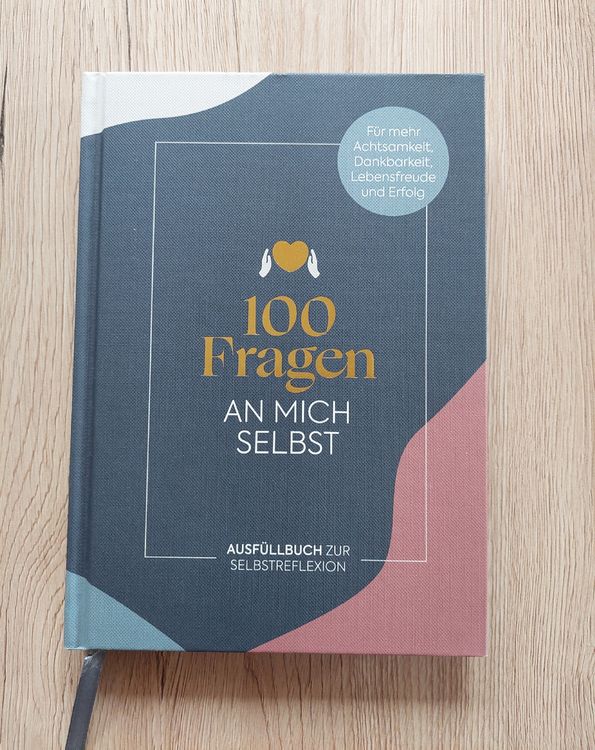 Für mehr
Achtsamkeit,
Dankbarkeit,
Lebensfreude
und Erfolg
100
Fragen
AN MICH
SELBST
AUSFÜLLBUCH ZUR
SELBSTREFLEXION